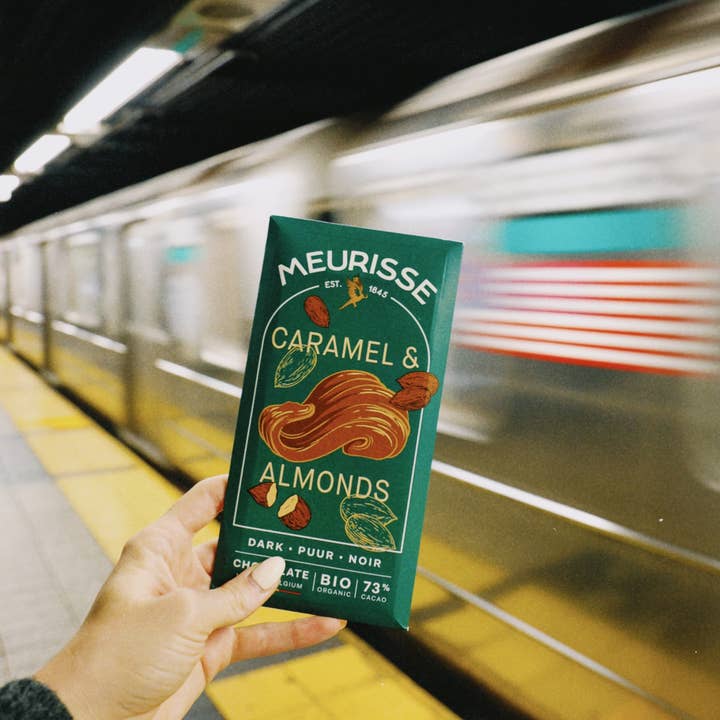 MEURISSE
EST. 1845
CARAMEL &
ALMONDS
DARK • PUUR • NOIR
BIO 73%
ORGANIC CACAO